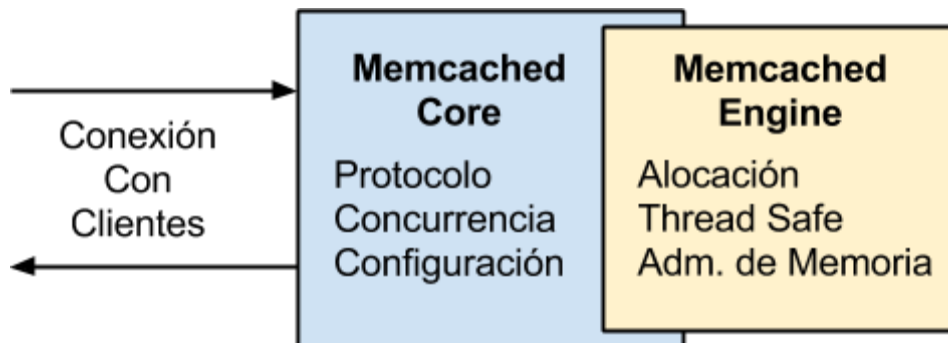 Conexión
Con
Clientes
Memcached
Core
Protocolo
Concurrencia
Configuración
Memcached
Engine
Alocación
Thread Safe
Adm. de Memoria